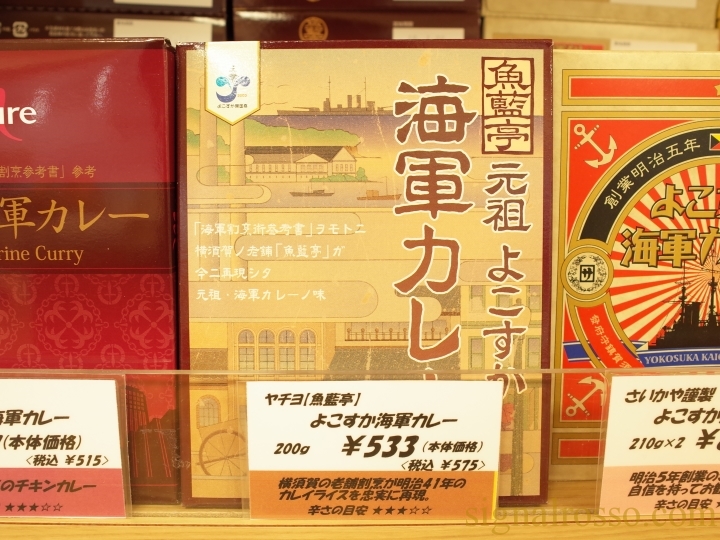 ure
割烹参考書」参考
軍カレー
rine Curry
海軍カレー
(本体価格)
<税込 ¥515>
のチキンカレー
★★★☆☆
よこすか海軍カレー
魚藍亭
元祖 よこすか
海軍カレー
「海軍割烹術参考書」ヲモトニ
横須賀ノ老舗「魚藍亭」ガ
全ニ再現シタ
元祖・海軍カレーノ味
ヤチヨ【魚藍亭】
よこすか海軍カレー
200g ¥533 (本体価格)
<税込 ¥575>
横須賀の老舗割烹が明治41年の
カレイライスを忠実に再現。
辛さの目安 ★★★☆☆
創業明治五年
よこす
海軍カ
YOKOSUKA KAIG
さいかや謹製
よこすか
210g×2
明治5年創業の
自信を持ってお
辛さの目安 ★
signalrosso.com